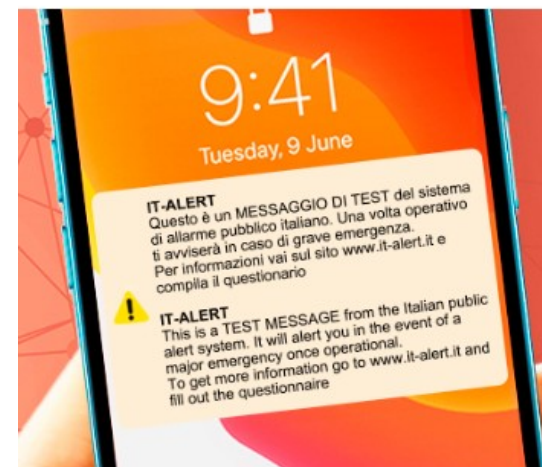 9:41
Tuesday, 9 June
IT-ALERT
Questo è un MESSAGGIO DI TEST del sistema
di allarme pubblico italiano. Una volta operativo
ti avviserà in caso di grave emergenza.
Per informazioni vai sul sito www.it-alert.it e
compila il questionario
IT-ALERT
This is a TEST MESSAGE from the Italian public
alert system. It will alert you in the event of a
major emergency once operational.
To get more information go to www.it-alert.it and
fill out the questionnaire